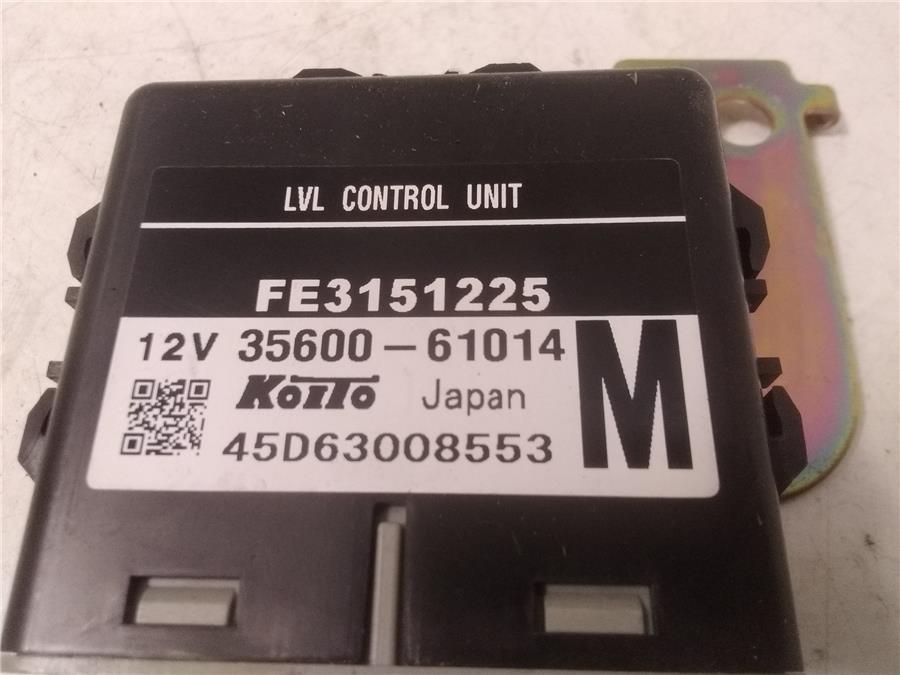 LVL CONTROL UNIT
FE3151225
12V 35600-61014 M
KOITO Japan
45D63008553